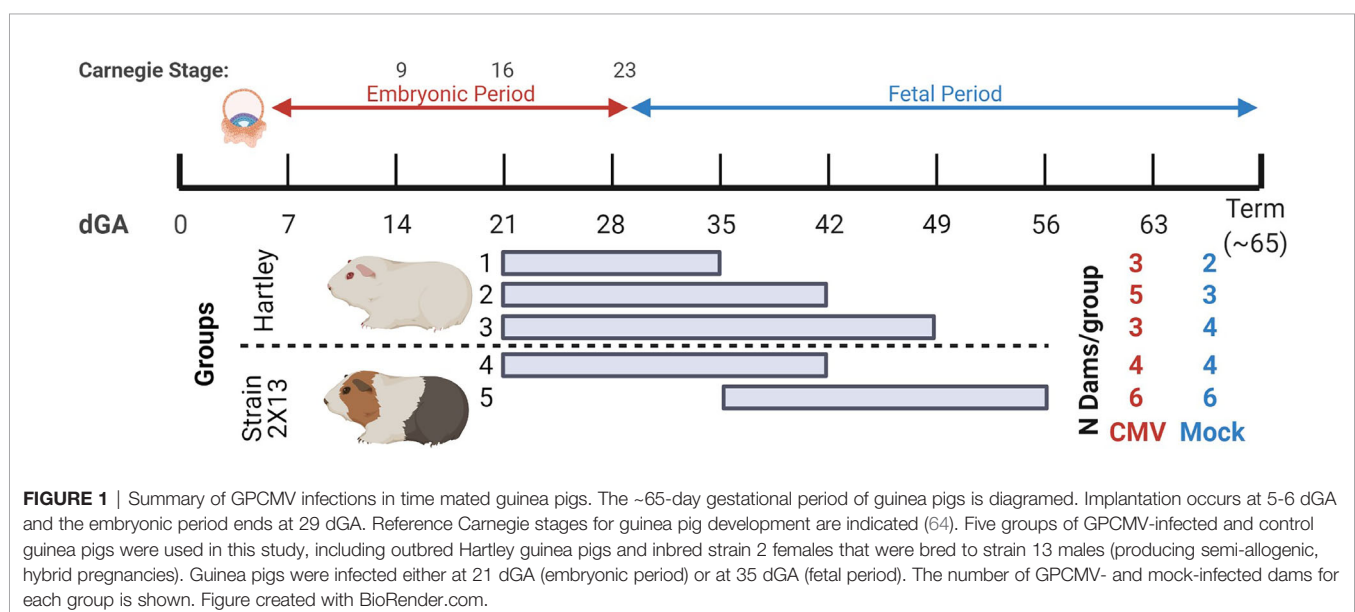 Carnegie Stage: 9 16 23
Embryonic Period Fetal Period
dGA 0 7 14 21 28 35 42 49 56 63 Term
(~65)
Groups
Hartley
1
2
3
Strain
2X13
4
5
N Dams/group
3 2
5 3
3 4
4 4
6 6
CMV Mock
FIGURE 1 | Summary of GPCMV infections in time mated guinea pigs. The ~65-day gestational period of guinea pigs is diagramed. Implantation occurs at 5-6 dGA
and the embryonic period ends at 29 dGA. Reference Carnegie stages for guinea pig development are indicated (64). Five groups of GPCMV-infected and control
guinea pigs were used in this study, including outbred Hartley guinea pigs and inbred strain 2 females that were bred to strain 13 males (producing semi-allogenic,
hybrid pregnancies). Guinea pigs were infected either at 21 dGA (embryonic period) or at 35 dGA (fetal period). The number of GPCMV- and mock-infected dams for
each group is shown. Figure created with BioRender.com.